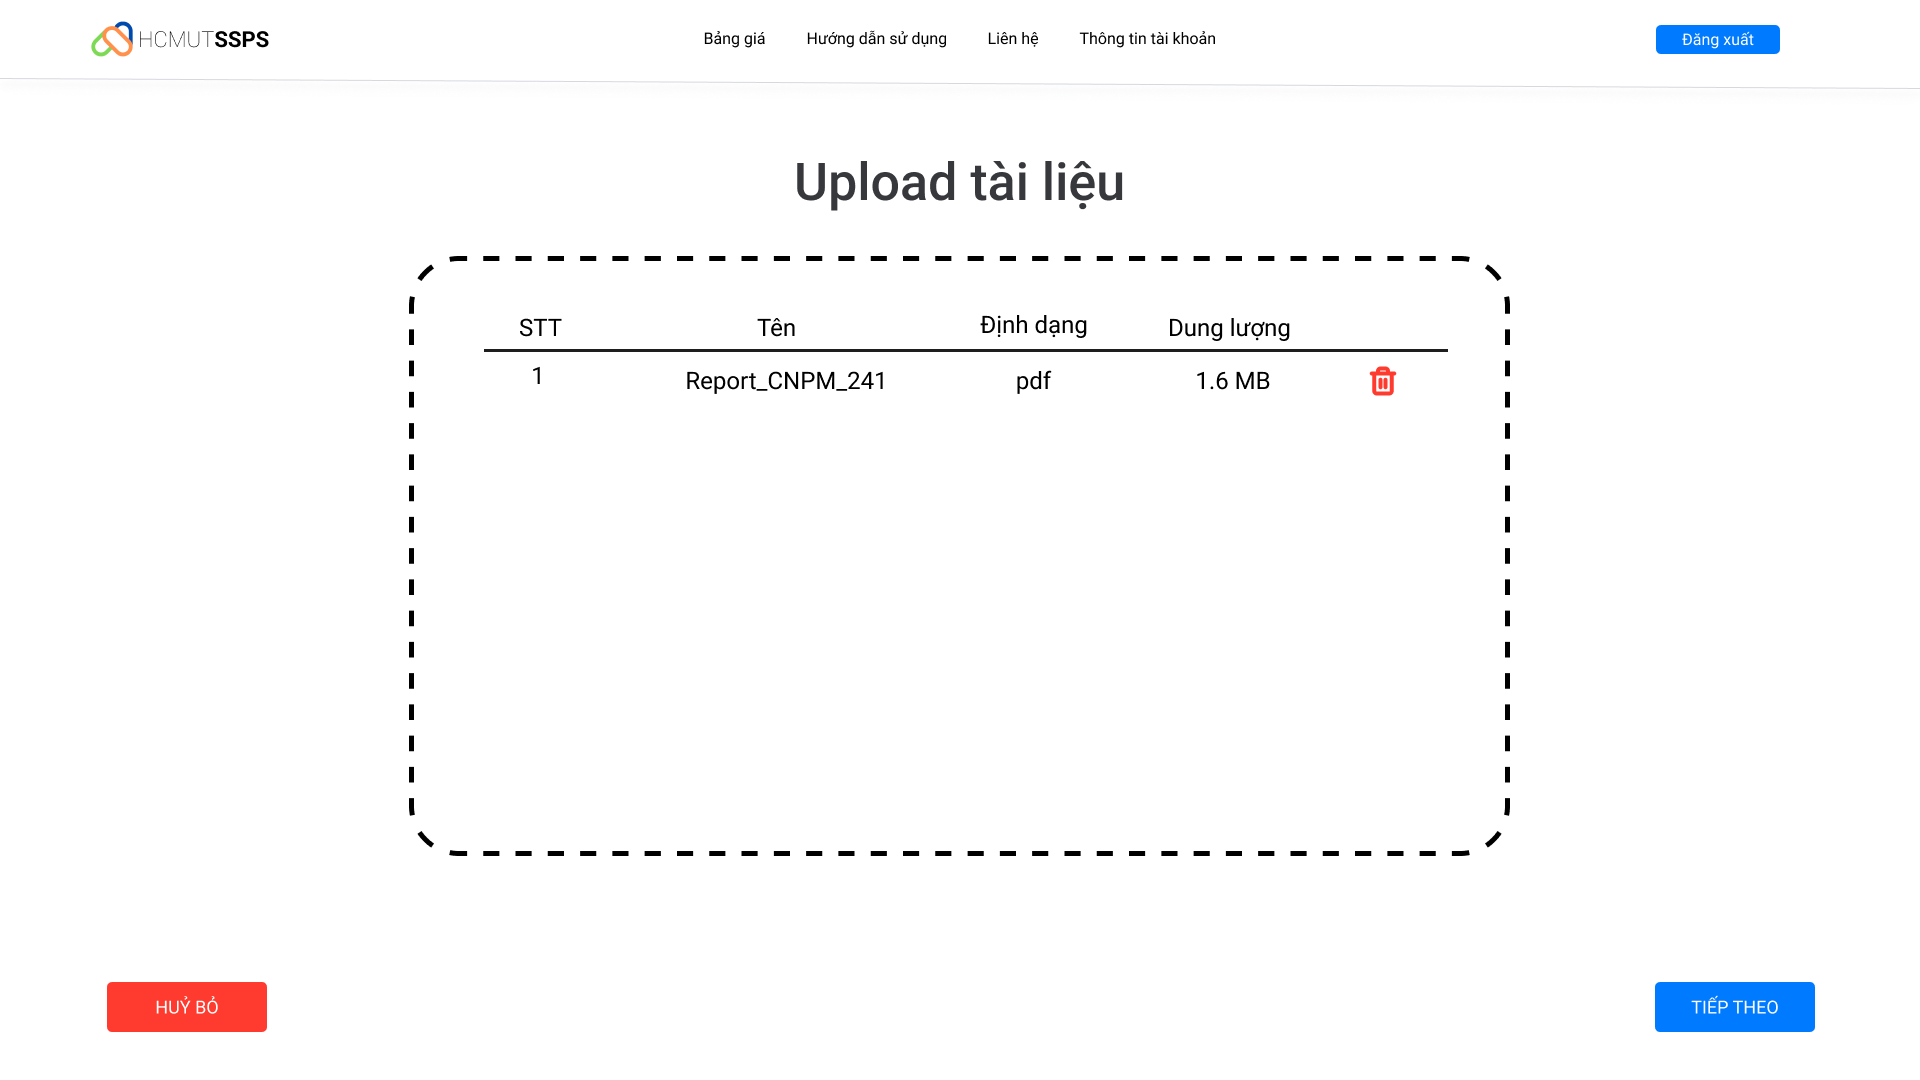 HCMUTSSPS
Bảng giá Hướng dẫn sử dụng Liên hệ Thông tin tài khoản
Đăng xuất
Upload tài liệu
STT Tên Định dạng Dung lượng
1 Report_CNPM_241 pdf 1.6 MB
HUỶ BỎ
TIẾP THEO